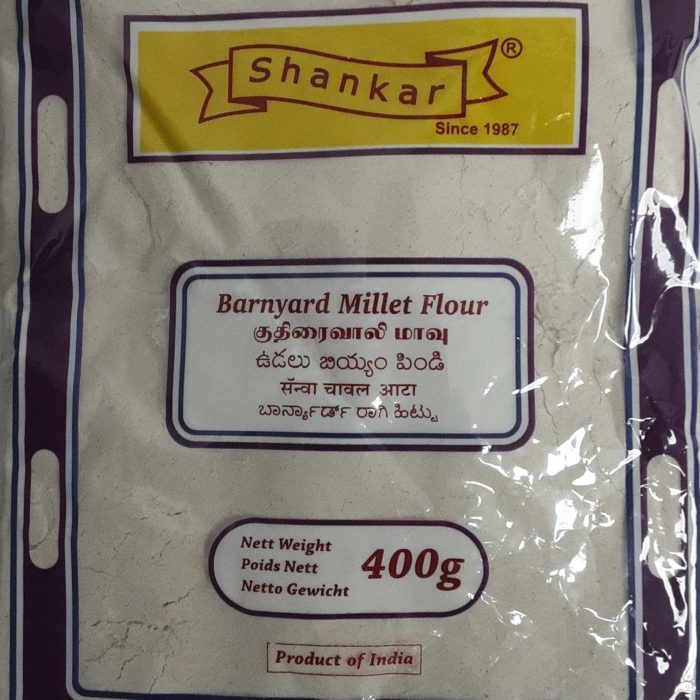 Shankar ®
Since 1987
Barnyard Millet Flour
குதிரைவாலி மாவு
ఉదలు బియ్యం పిండి
सॅन्वा चावल आटा
ಬಾರ್ನ್ಯಾರ್ಡ್ ರಾಗಿ ಹಿಟ್ಟು
Nett Weight
Poids Nett
Netto Gewicht
400g
Product of India